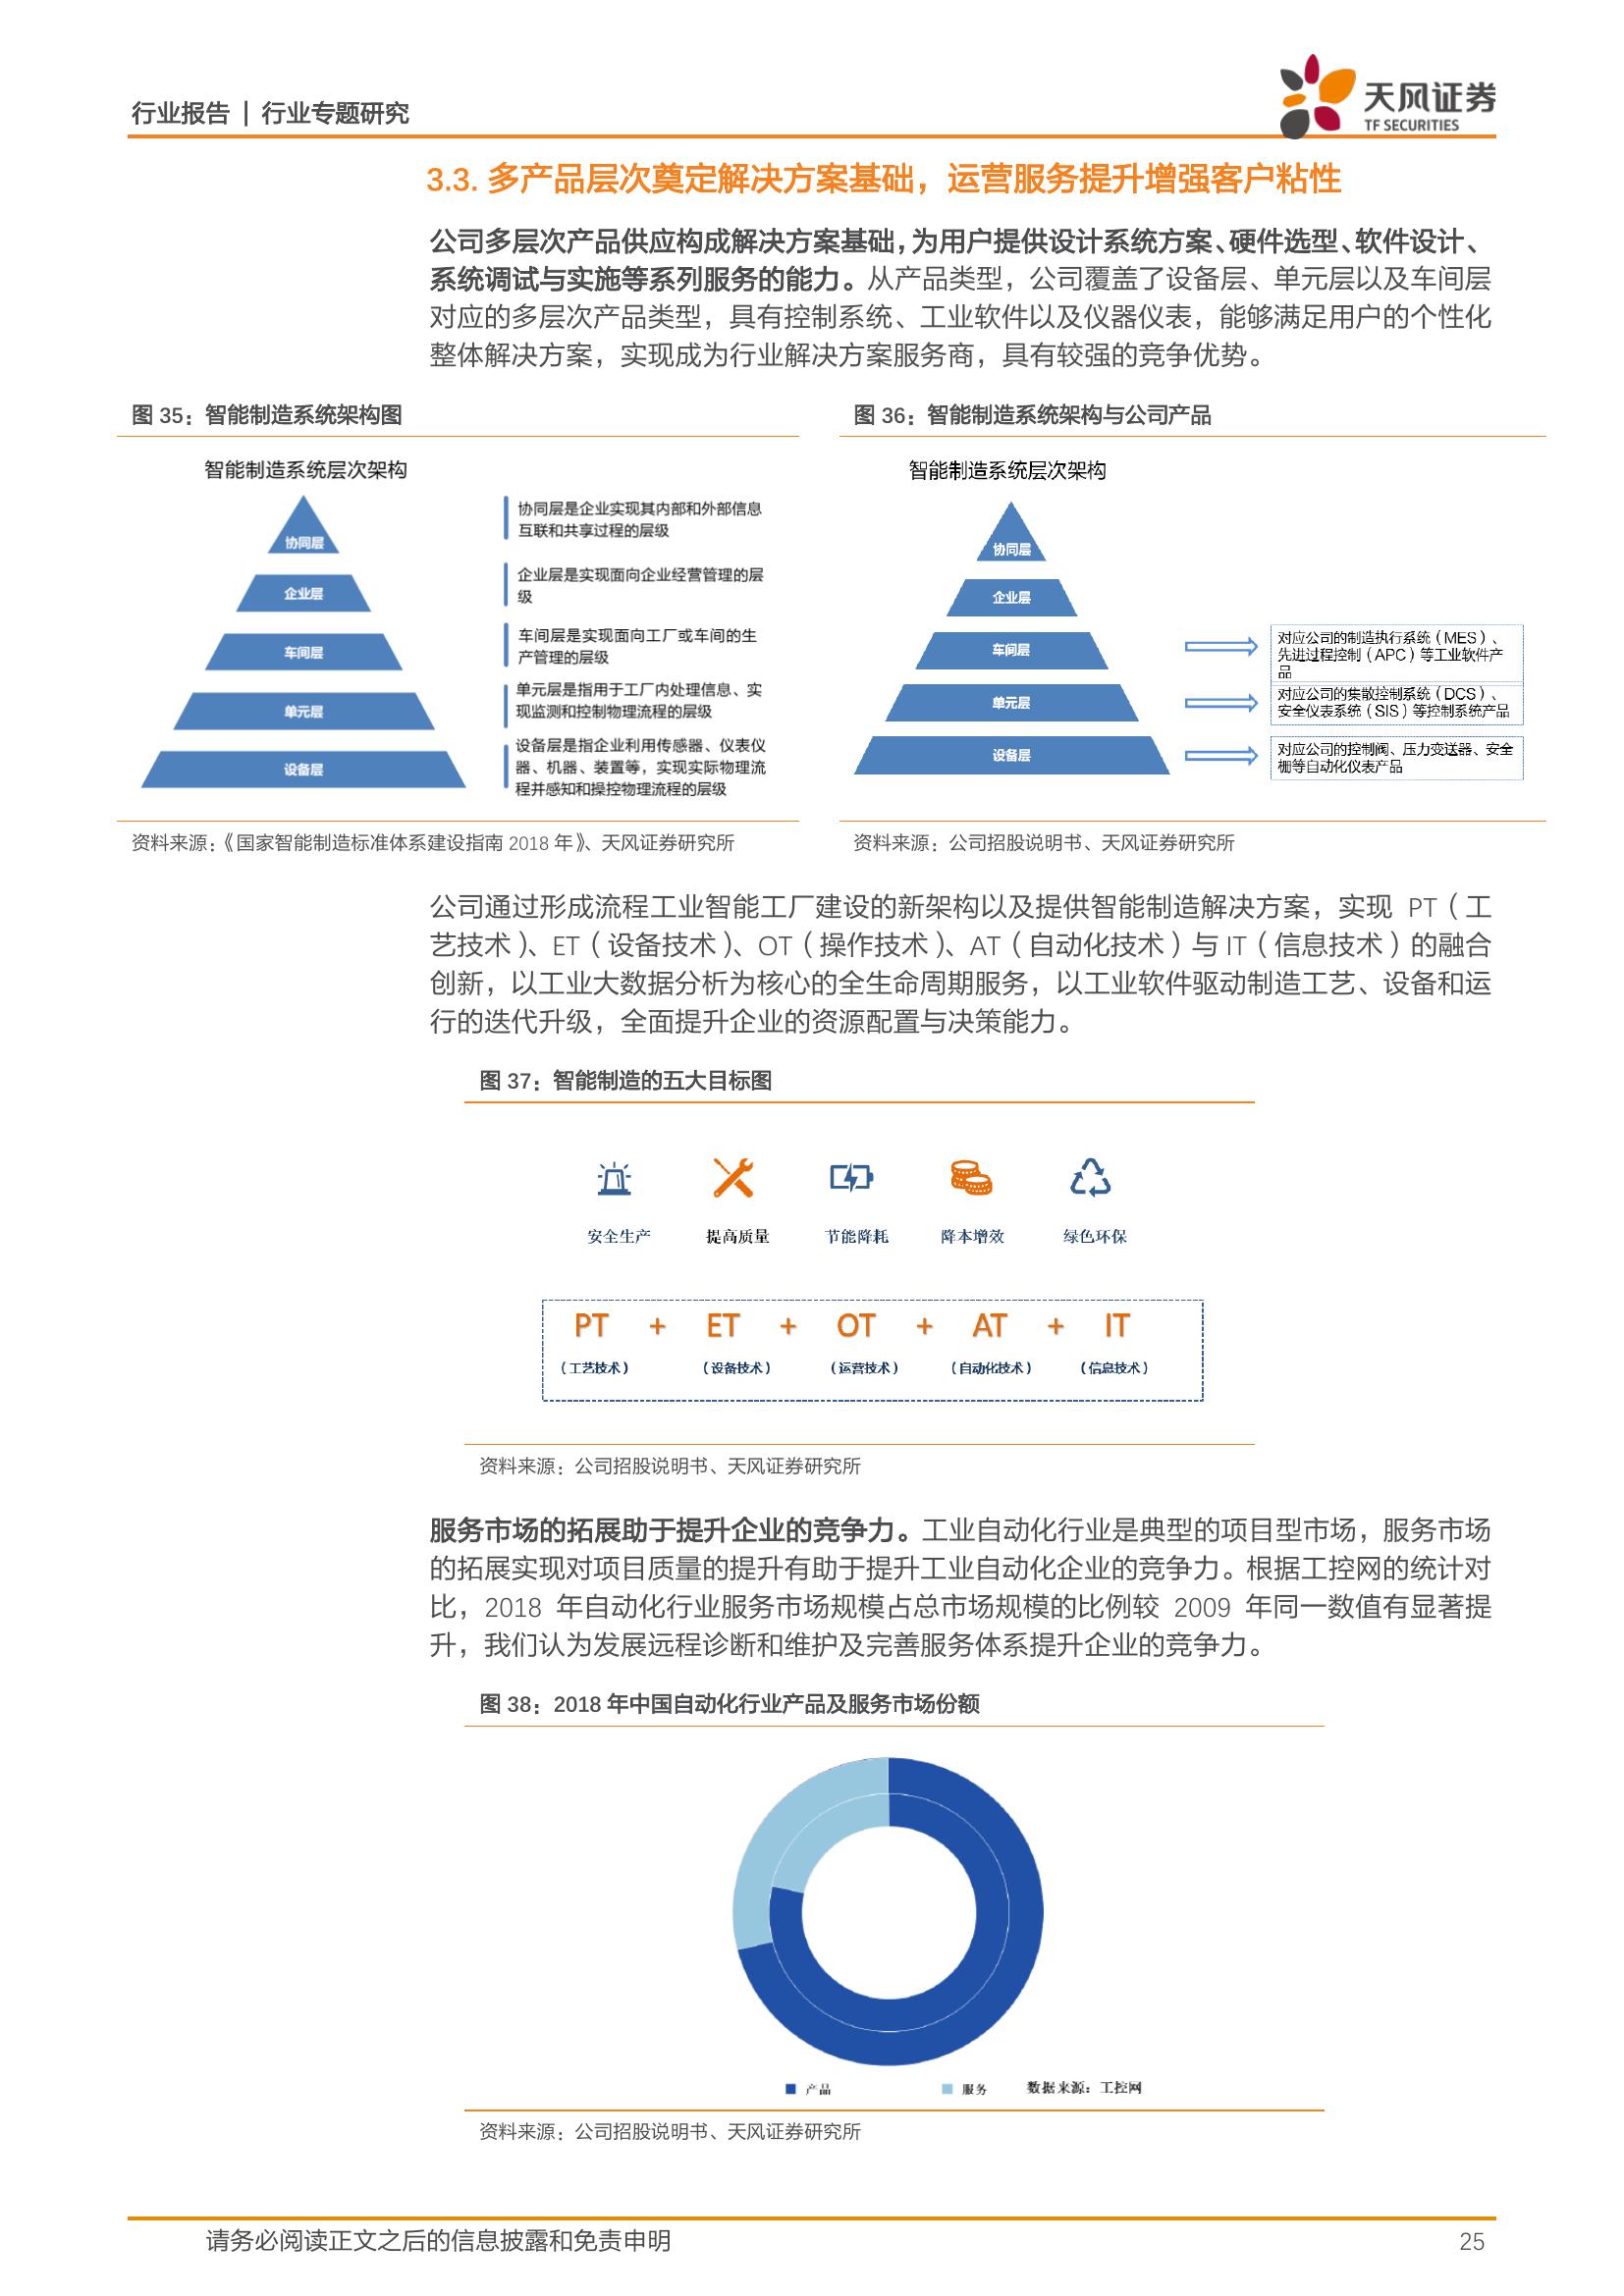 行业报告 | 行业专题研究
天风证券
TF SECURITIES
3.3. 多产品层次奠定解决方案基础，运营服务提升增强客户粘性
公司多层次产品供应构成解决方案基础，为用户提供设计系统方案、硬件选型、软件设计、
系统调试与实施等系列服务的能力。从产品类型，公司覆盖了设备层、单元层以及车间层
对应的多层次产品类型，具有控制系统、工业软件以及仪器仪表，能够满足用户的个性化
整体解决方案，实现成为行业解决方案服务商，具有较强的竞争优势。
图 35：智能制造系统架构图
智能制造系统层次架构
协同层
协同层是企业实现其内部和外部信息
互联和共享过程的层级
企业层
企业层是实现面向企业经营管理的层
级
车间层
车间层是实现面向工厂或车间的生
产管理的层级
单元层
单元层是指用于工厂内处理信息、实
现监测和控制物理流程的层级
设备层
设备层是指企业利用传感器、仪表仪
器、机器、装置等，实现实际物理流
程并感知和操控物理流程的层级
资料来源：《国家智能制造标准体系建设指南 2018 年》、天风证券研究所
图 36：智能制造系统架构与公司产品
智能制造系统层次架构
协同层
企业层
车间层
对应公司的制造执行系统（MES）、
先进过程控制（APC）等工业软件产
品
单元层
对应公司的集散控制系统（DCS）、
安全仪表系统（SIS）等控制系统产品
设备层
对应公司的控制阀、压力变送器、安全
栅等自动化仪表产品
资料来源：公司招股说明书、天风证券研究所
公司通过形成流程工业智能工厂建设的新架构以及提供智能制造解决方案，实现 PT（工
艺技术）、ET（设备技术）、OT（操作技术）、AT（自动化技术）与 IT（信息技术）的融合
创新，以工业大数据分析为核心的全生命周期服务，以工业软件驱动制造工艺、设备和运
行的迭代升级，全面提升企业的资源配置与决策能力。
图 37：智能制造的五大目标图
安全生产 提高质量 节能降耗 降本增效 绿色环保
PT + ET + OT + AT + IT
（工艺技术） （设备技术） （运营技术） （自动化技术） （信息技术）
资料来源：公司招股说明书、天风证券研究所
服务市场的拓展助于提升企业的竞争力。工业自动化行业是典型的项目型市场，服务市场
的拓展实现对项目质量的提升有助于提升工业自动化企业的竞争力。根据工控网的统计对
比，2018 年自动化行业服务市场规模占总市场规模的比例较 2009 年同一数值有显著提
升，我们认为发展远程诊断和维护及完善服务体系提升企业的竞争力。
图 38：2018 年中国自动化行业产品及服务市场份额
产品 服务 数据来源：工控网
资料来源：公司招股说明书、天风证券研究所
请务必阅读正文之后的信息披露和免责申明 25